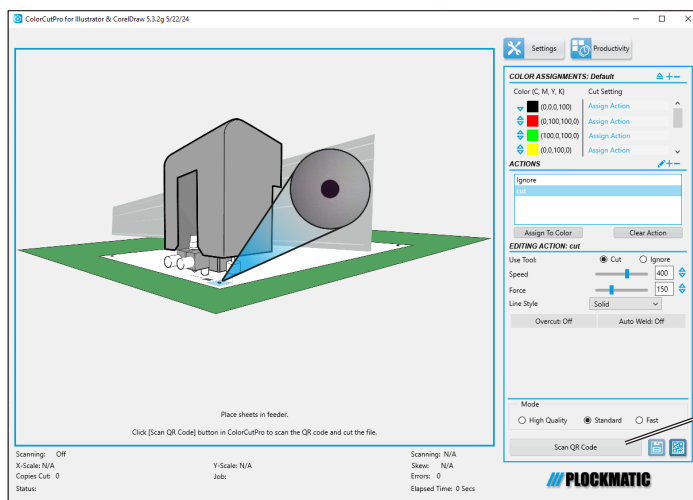 ColorCutPro for Illustrator & CorelDraw 5.3.2g 5/22/24
Settings
Productivity
COLOR ASSIGNMENTS: Default
Color (C, M, Y, K) Cut Setting
(0,0,0,100) Assign Action
(0,100,100,0) Assign Action
(100,0,100,0) Assign Action
(0,0,100,0) Assign Action
ACTIONS
Ignore
cut
Assign To Color Clear Action
EDITING ACTION: cut
Use Tool: Cut Ignore
Speed 400
Force 150
Line Style Solid
Overcut: Off Auto Weld: Off
Mode
High Quality Standard Fast
Scan QR Code
PLOCKMATIC
Place sheets in feeder.
Click [Scan QR Code] button in ColorCutPro to scan the QR code and cut the file.
Scanning: Off Scanning: N/A
X-Scale: N/A Y-Scale: N/A Skew: N/A
Copies Cut: 0 Job: Errors: 0
Status: Elapsed Time: 0 Secs